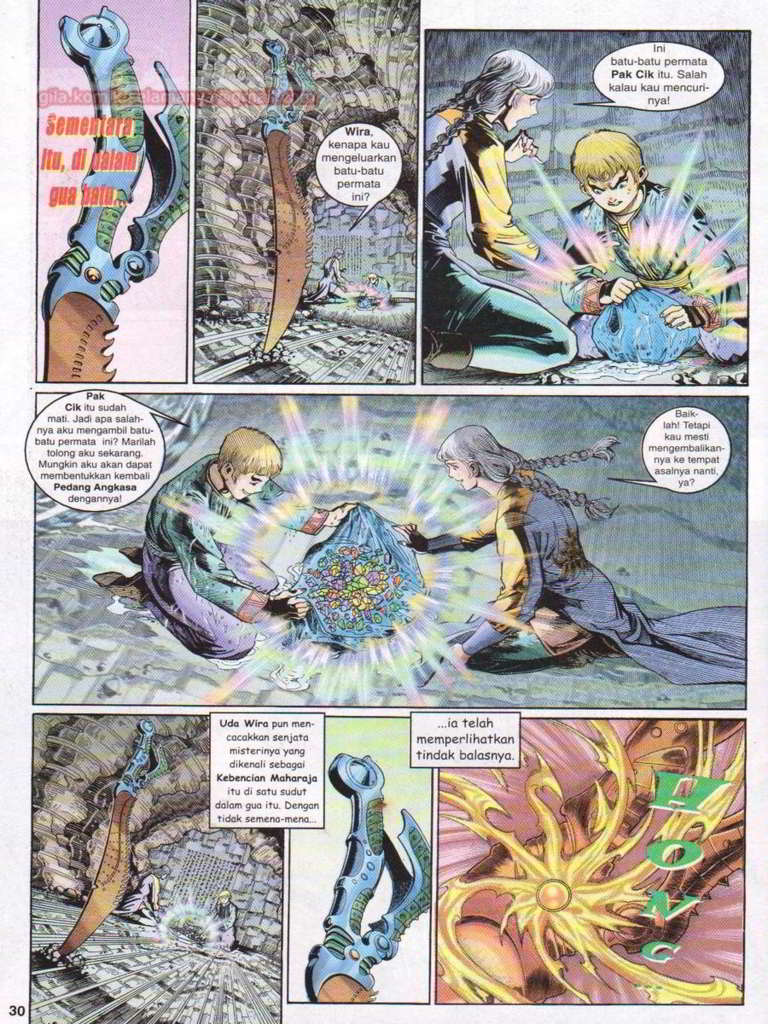 Sementara
itu, di dalam
gua batu...
Wira,
kenapa kau
mengeluarkan
batu-batu
permata
ini?
Ini
batu-batu permata
Pak Cik itu. Salah
kalau kau mencuri-
nya!
Pak
Cik itu sudah
mati. Jadi apa salah-
nya aku mengambil batu-
batu permata ini? Marilah
tolong aku sekarang.
Mungkin aku akan dapat
membentukkan kembali
Pedang Angkasa
dengannya!
Baik-
lah! Tetapi
kau mesti
mengembalikan-
nya ke tempat
asalnya nanti,
ya?
Uda Wira pun men-
cacakkan senjata
misterinya yang
dikenali sebagai
Kebencian Maharaja
itu di satu sudut
dalam gua itu. Dengan
tidak semena-mena...
...ia telah
memperlihatkan
tindak balasnya.
HONG...
30